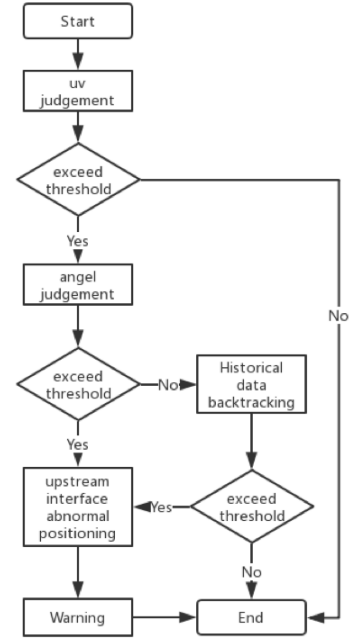 Start
uv
judgement
exceed
threshold
Yes
angel
judgement
No
exceed
threshold
No
Historical
data
backtracking
Yes
upstream
interface
abnormal
positioning
Yes
exceed
threshold
No
Warning
End